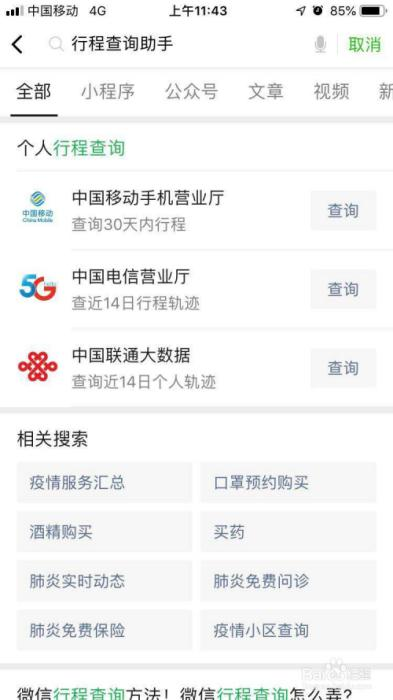 中国移动 4G 上午11:43 85%
行程查询助手 取消
全部 小程序 公众号 文章 视频 新
个人行程查询
中国移动
China Mobile
中国移动手机营业厅
查询30天内行程
查询
5G
中国电信营业厅
查近14日行程轨迹
查询
中国联通大数据
查询近14日个人轨迹
查询
相关搜索
疫情服务汇总 口罩预约购买
酒精购买 买药
肺炎实时动态 肺炎免费问诊
肺炎免费保险 疫情小区查询
微信行程查询方法！微信行程查询怎么弄？